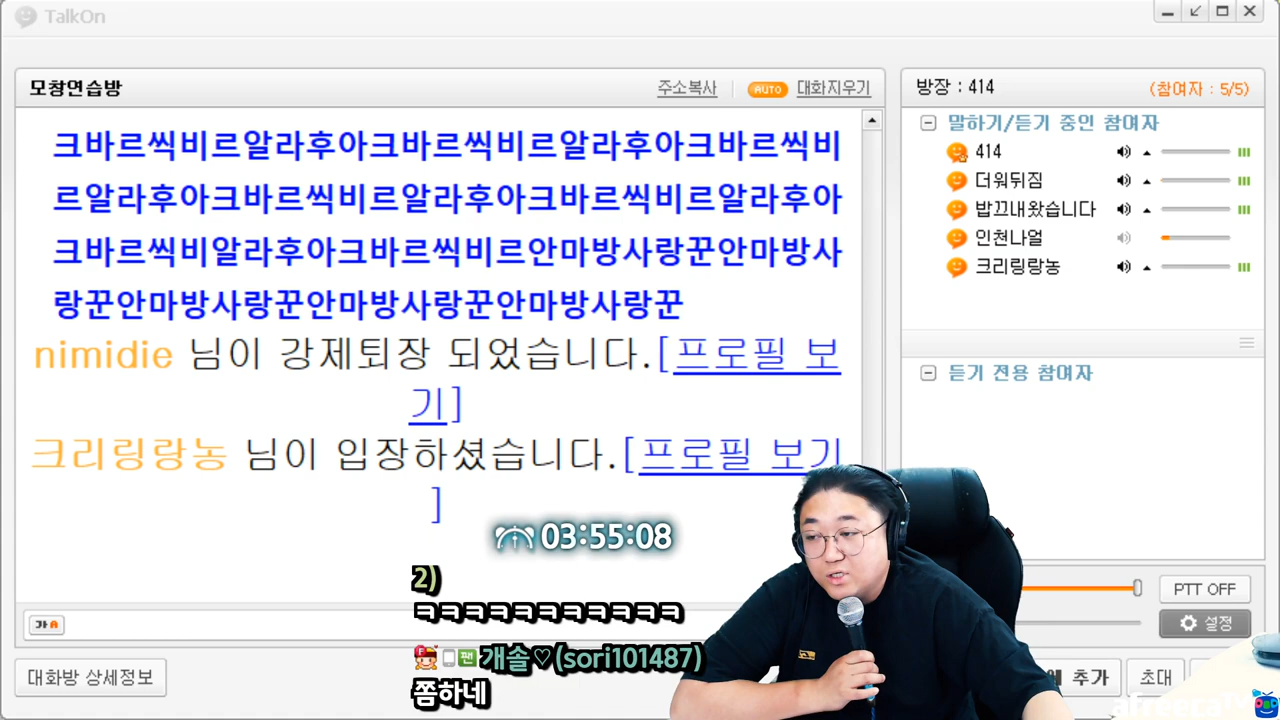 TalkOn
모창연습방
주소복사
AUTO 대화지우기
크바르씩비르알라후아크바르씩비르알라후아크바르씩비
르알라후아크바르씩비르알라후아크바르씩비르알라후아
크바르씩비알라후아크바르씩비르안마방사랑꾼안마방사
랑꾼안마방사랑꾼안마방사랑꾼안마방사랑꾼
nimidie 님이 강제퇴장 되었습니다.[프로필 보
기]
크리링랑농 님이 입장하셨습니다.[프로필 보기
]
03:55:08
2)
ㅋㅋㅋㅋㅋㅋㅋㅋㅋㅋㅋ
F 팬 개솔♡(sori101487)
쫌하네
가A
대화방 상세정보
방장 : 414
(참여자 : 5/5)
말하기/듣기 중인 참여자
414
더워뒤짐
밥끄내왔습니다
인천나얼
크리링랑농
듣기 전용 참여자
PTT OFF
설정
추가
초대
afreecaTV